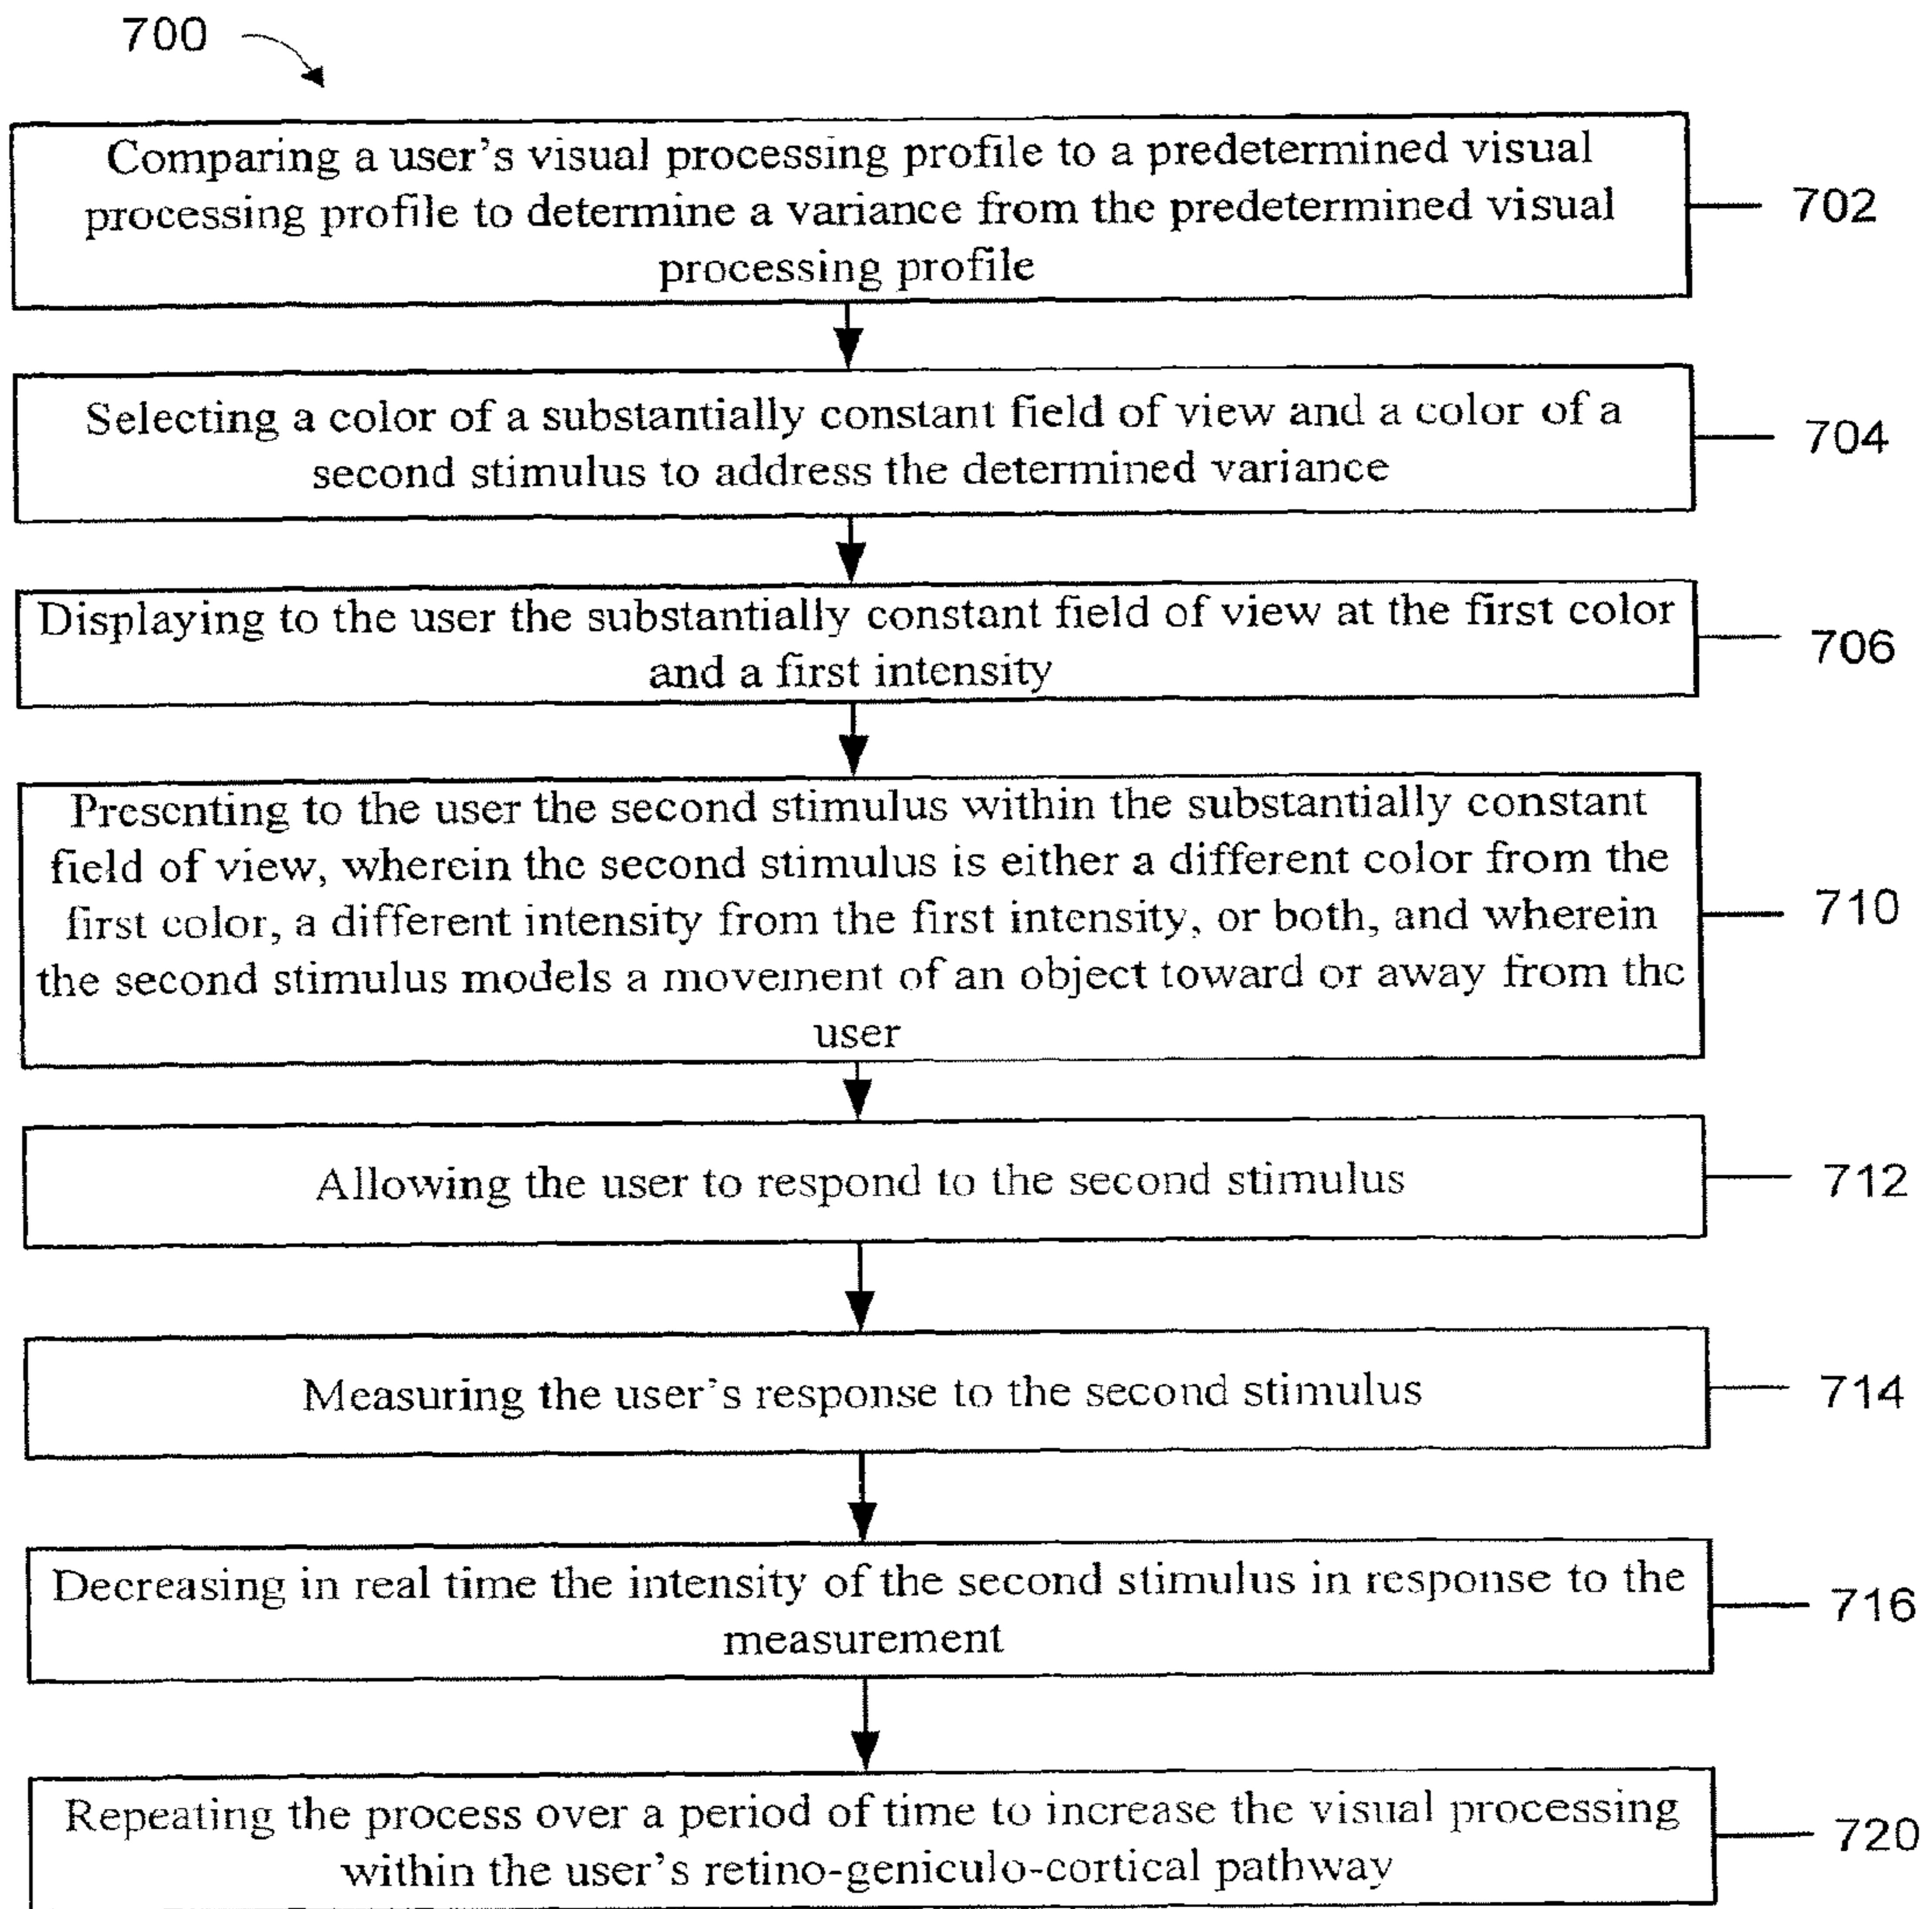 700
Comparing a user's visual processing profile to a predetermined visual
processing profile to determine a variance from the predetermined visual
processing profile
702
Selecting a color of a substantially constant field of view and a color of a
second stimulus to address the determined variance
704
Displaying to the user the substantially constant field of view at the first color
and a first intensity
706
Presenting to the user the second stimulus within the substantially constant
field of view, wherein the second stimulus is either a different color from the
first color, a different intensity from the first intensity, or both, and wherein
the second stimulus models a movement of an object toward or away from the
user
710
Allowing the user to respond to the second stimulus
712
Measuring the user's response to the second stimulus
714
Decreasing in real time the intensity of the second stimulus in response to the
measurement
716
Repeating the process over a period of time to increase the visual processing
within the user's retino-geniculo-cortical pathway
720